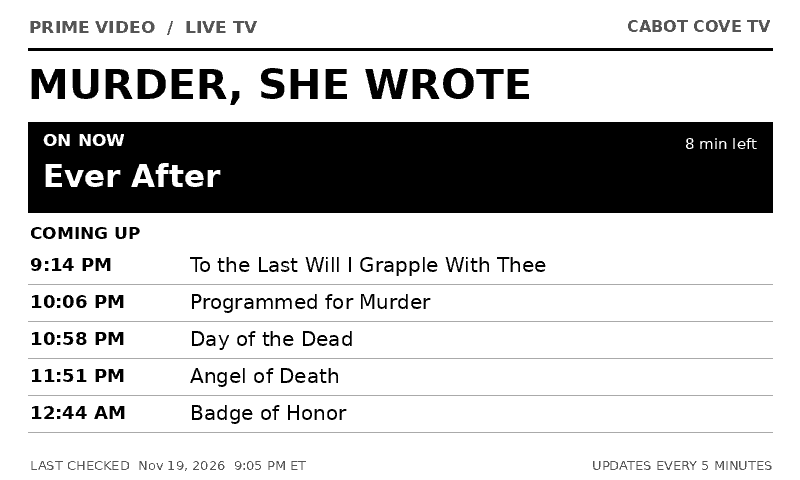 PRIME VIDEO / LIVE TV
CABOT COVE TV
MURDER, SHE WROTE
ON NOW
8 min left
Ever After
COMING UP
9:14 PM To the Last Will I Grapple With Thee
10:06 PM Programmed for Murder
10:58 PM Day of the Dead
11:51 PM Angel of Death
12:44 AM Badge of Honor
LAST CHECKED Nov 19, 2026 9:05 PM ET
UPDATES EVERY 5 MINUTES